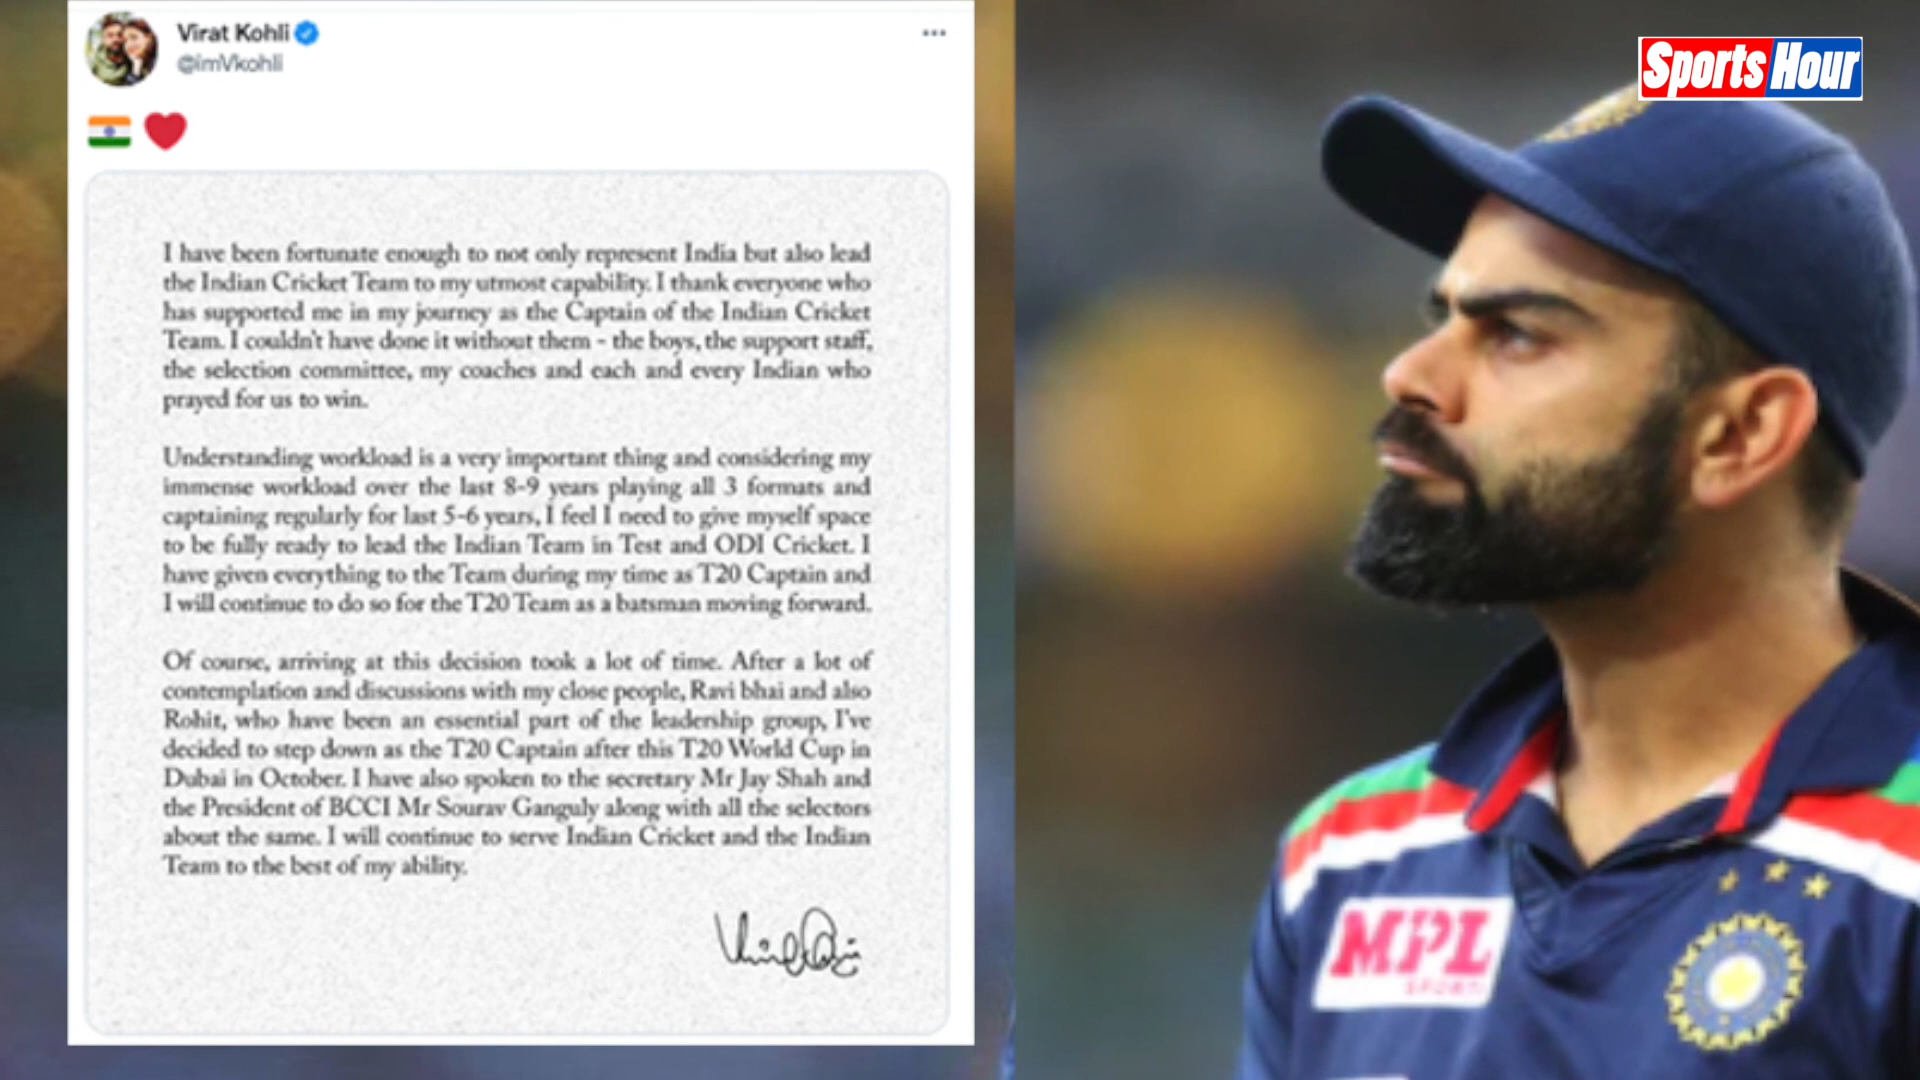 Virat Kohli
@imVkohli
I have been fortunate enough to not only represent India but also lead
the Indian Cricket Team to my utmost capability. I thank everyone who
has supported me in my journey as the Captain of the Indian Cricket
Team. I couldn't have done it without them - the boys, the support staff,
the selection committee, my coaches and each and every Indian who
prayed for us to win.
Understanding workload is a very important thing and considering my
immense workload over the last 8-9 years playing all 3 formats and
captaining regularly for last 5-6 years, I feel I need to give myself space
to be fully ready to lead the Indian Team in Test and ODI Cricket. I
have given everything to the Team during my time as T20 Captain and
I will continue to do so for the T20 Team as a batsman moving forward.
Of course, arriving at this decision took a lot of time. After a lot of
contemplation and discussions with my close people, Ravi bhai and also
Rohit, who have been an essential part of the leadership group, I've
decided to step down as the T20 Captain after this T20 World Cup in
Dubai in October. I have also spoken to the secretary Mr Jay Shah and
the President of BCCI Mr Sourav Ganguly along with all the selectors
about the same. I will continue to serve Indian Cricket and the Indian
Team to the best of my ability.
Sports Hour
MPL
SPORTS